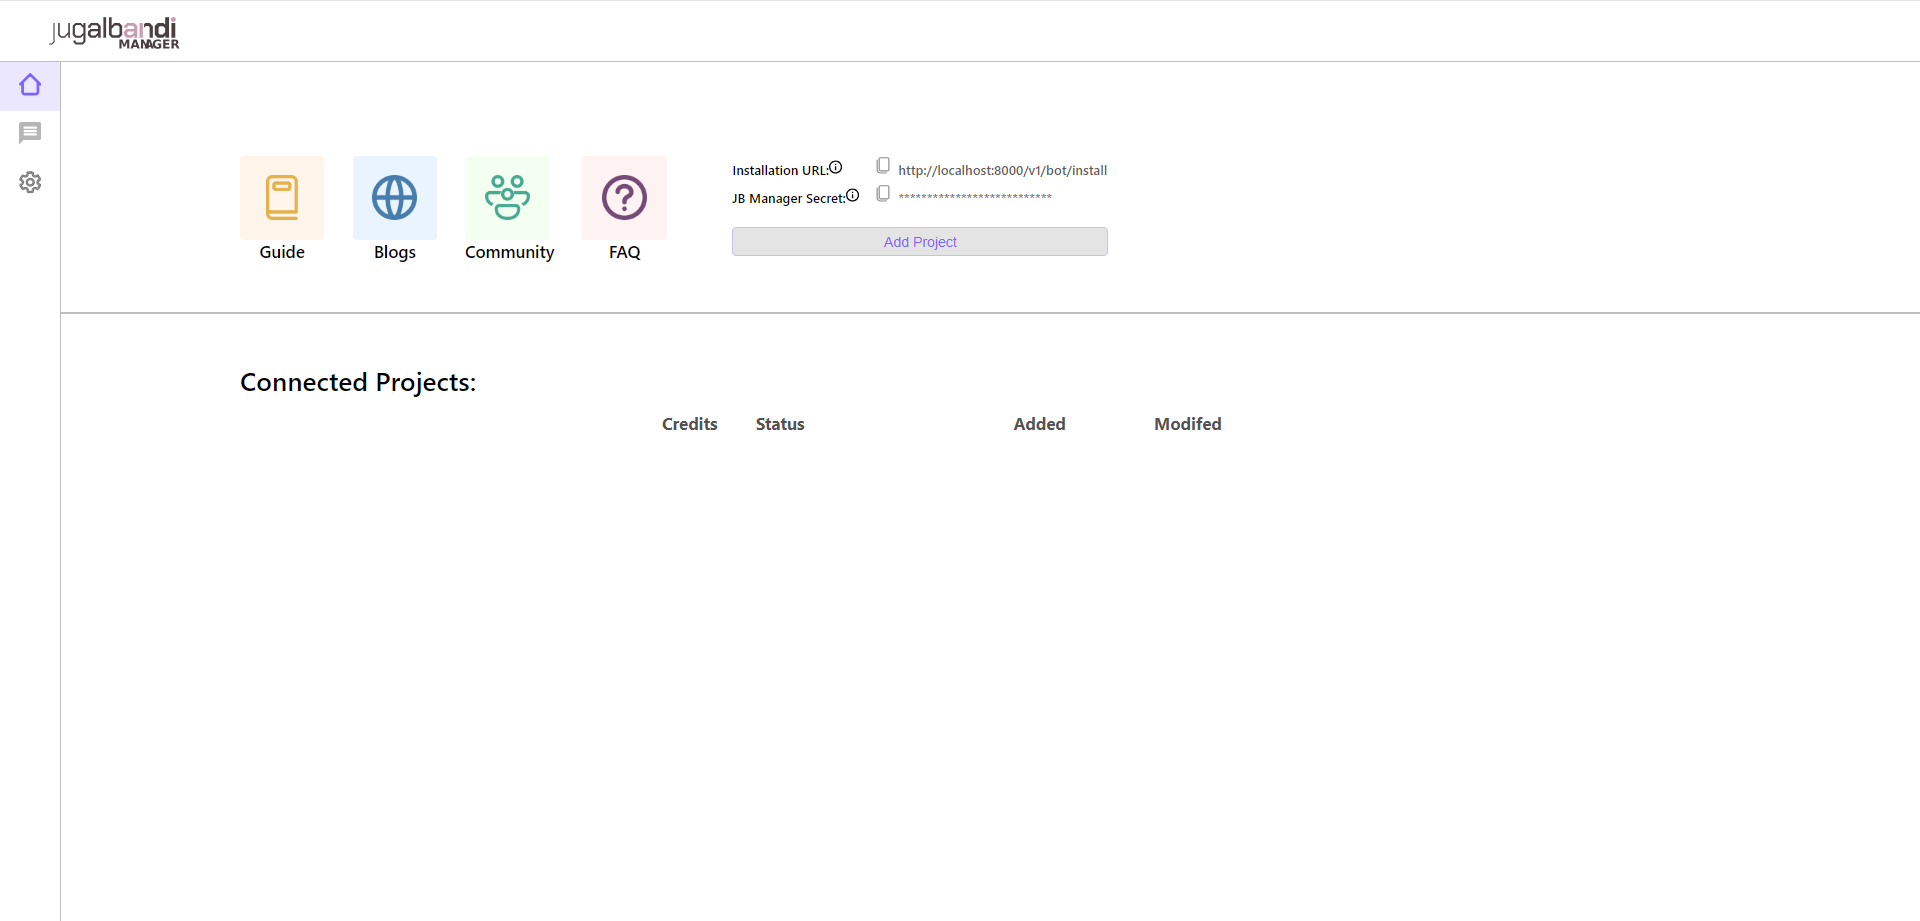 jugalbandi
MANAGER
Guide
Blogs
Community
FAQ
Installation URL:
http://localhost:8000/v1/bot/install
JB Manager Secret:
***************************
Add Project
Connected Projects:
Credits Status Added Modifed